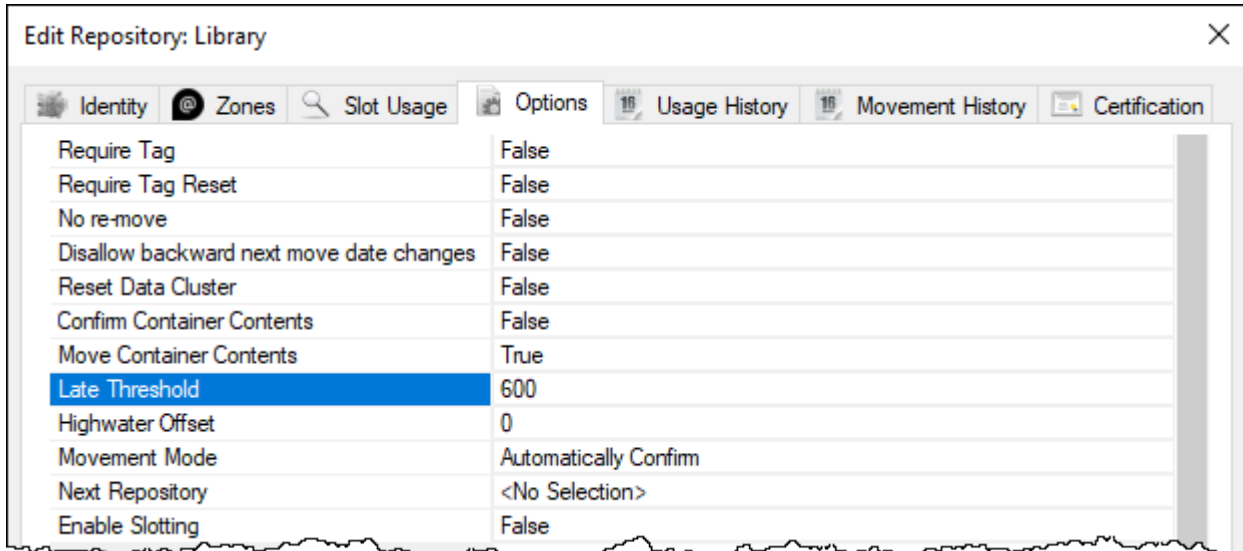 Edit Repository: Library
Identity Zones Slot Usage Options Usage History Movement History Certification
Require Tag False
Require Tag Reset False
No re-move False
Disallow backward next move date changes False
Reset Data Cluster False
Confirm Container Contents False
Move Container Contents True
Late Threshold 600
Highwater Offset 0
Movement Mode Automatically Confirm
Next Repository <No Selection>
Enable Slotting False